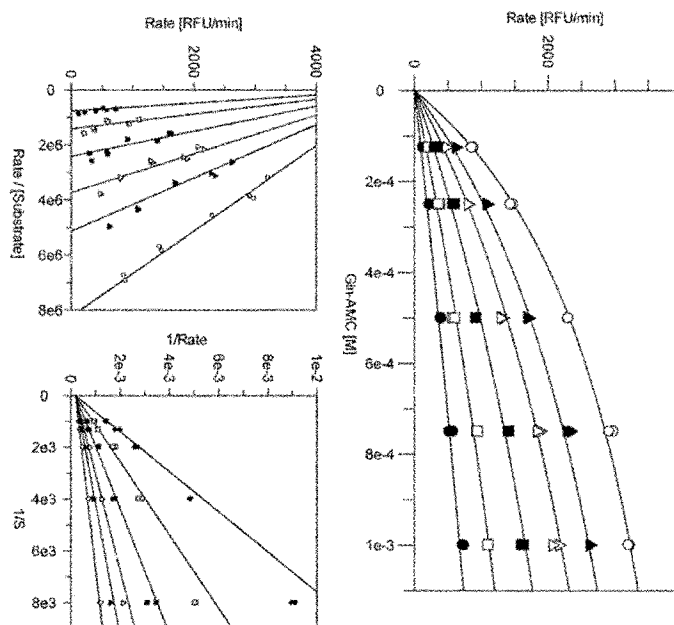 Rate [RFU/min]
0 2000
0
2e-4
4e-4
6e-4
8e-4
1e-3
Gln-AMC [M]
Rate [RFU/min]
0 2000 4000
0
2e6
4e6
6e6
8e6
Rate / [Substrate]
1/Rate
0 2e-3 4e-3 6e-3 8e-3 1e-2
0
2e3
4e3
6e3
8e3
1/S